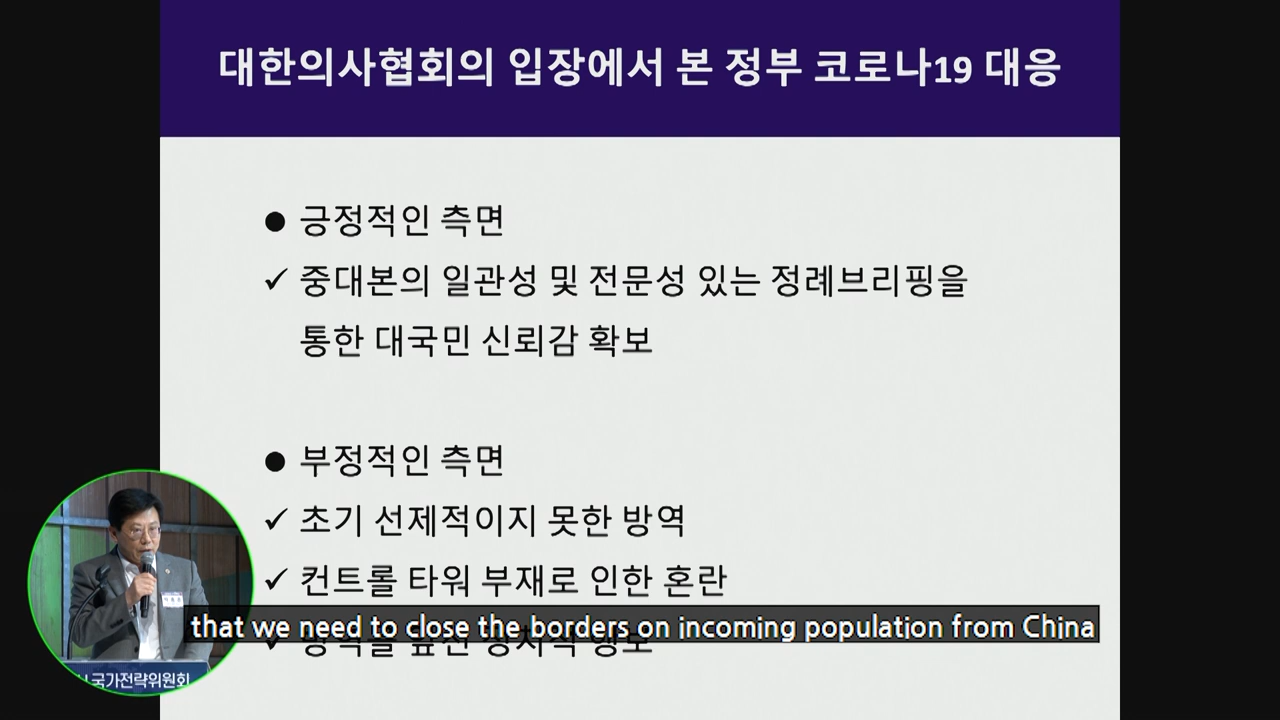 대한의사협회의 입장에서 본 정부 코로나19 대응
● 긍정적인 측면
✓ 중대본의 일관성 및 전문성 있는 정례브리핑을
통한 대국민 신뢰감 확보
● 부정적인 측면
✓ 초기 선제적이지 못한 방역
✓ 컨트롤 타워 부재로 인한 혼란
that we need to close the borders on incoming population from China
국가전략위원회